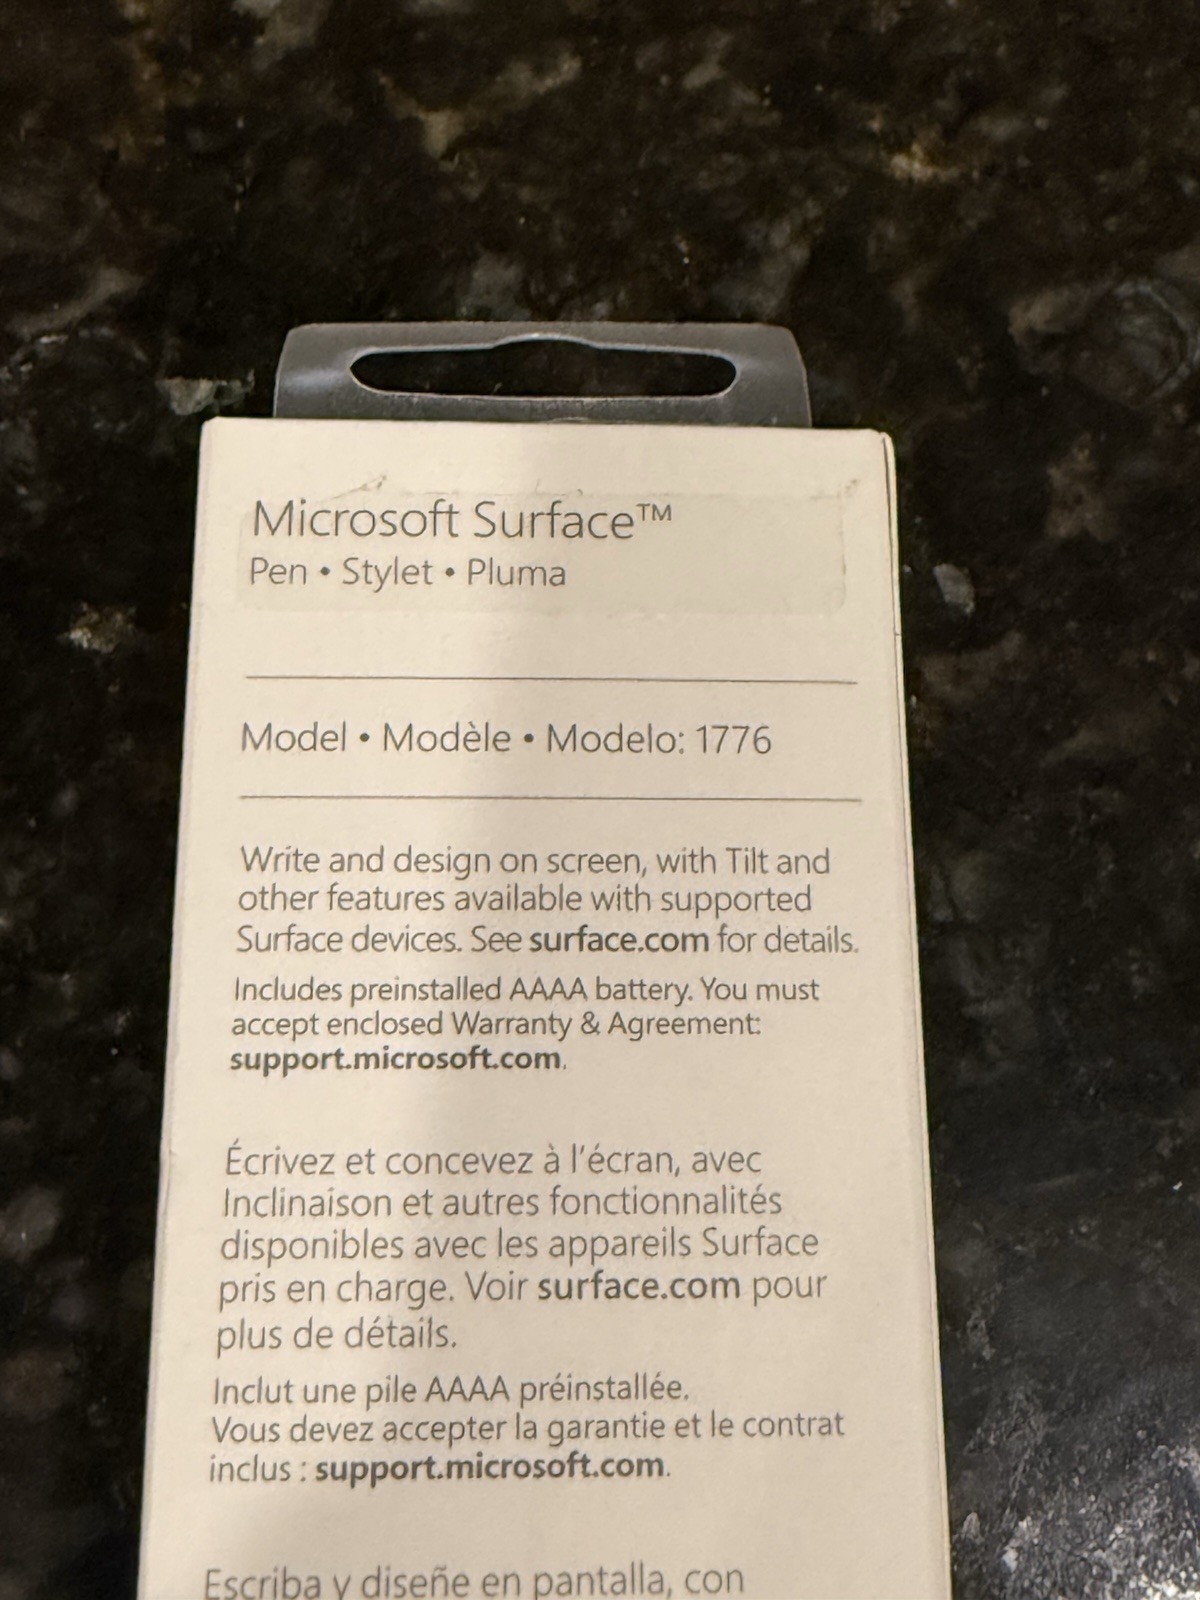 Microsoft Surface™
Pen • Stylet • Pluma
Model • Modèle • Modelo: 1776
Write and design on screen, with Tilt and
other features available with supported
Surface devices. See surface.com for details.
Includes preinstalled AAAA battery. You must
accept enclosed Warranty & Agreement:
support.microsoft.com.
Écrivez et concevez à l'écran, avec
Inclinaison et autres fonctionnalités
disponibles avec les appareils Surface
pris en charge. Voir surface.com pour
plus de détails.
Inclut une pile AAAA préinstallée.
Vous devez accepter la garantie et le contrat
inclus : support.microsoft.com.
Escriba y diseñe en pantalla, con